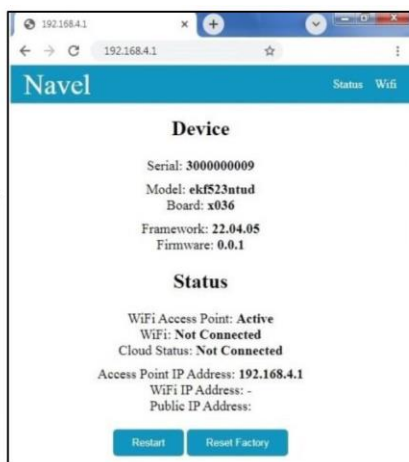 192.168.4.1
192.168.4.1
Navel Status Wifi
Device
Serial: 3000000009
Model: ekf523ntud
Board: x036
Framework: 22.04.05
Firmware: 0.0.1
Status
WiFi Access Point: Active
WiFi: Not Connected
Cloud Status: Not Connected
Access Point IP Address: 192.168.4.1
WiFi IP Address: -
Public IP Address:
Restart Reset Factory